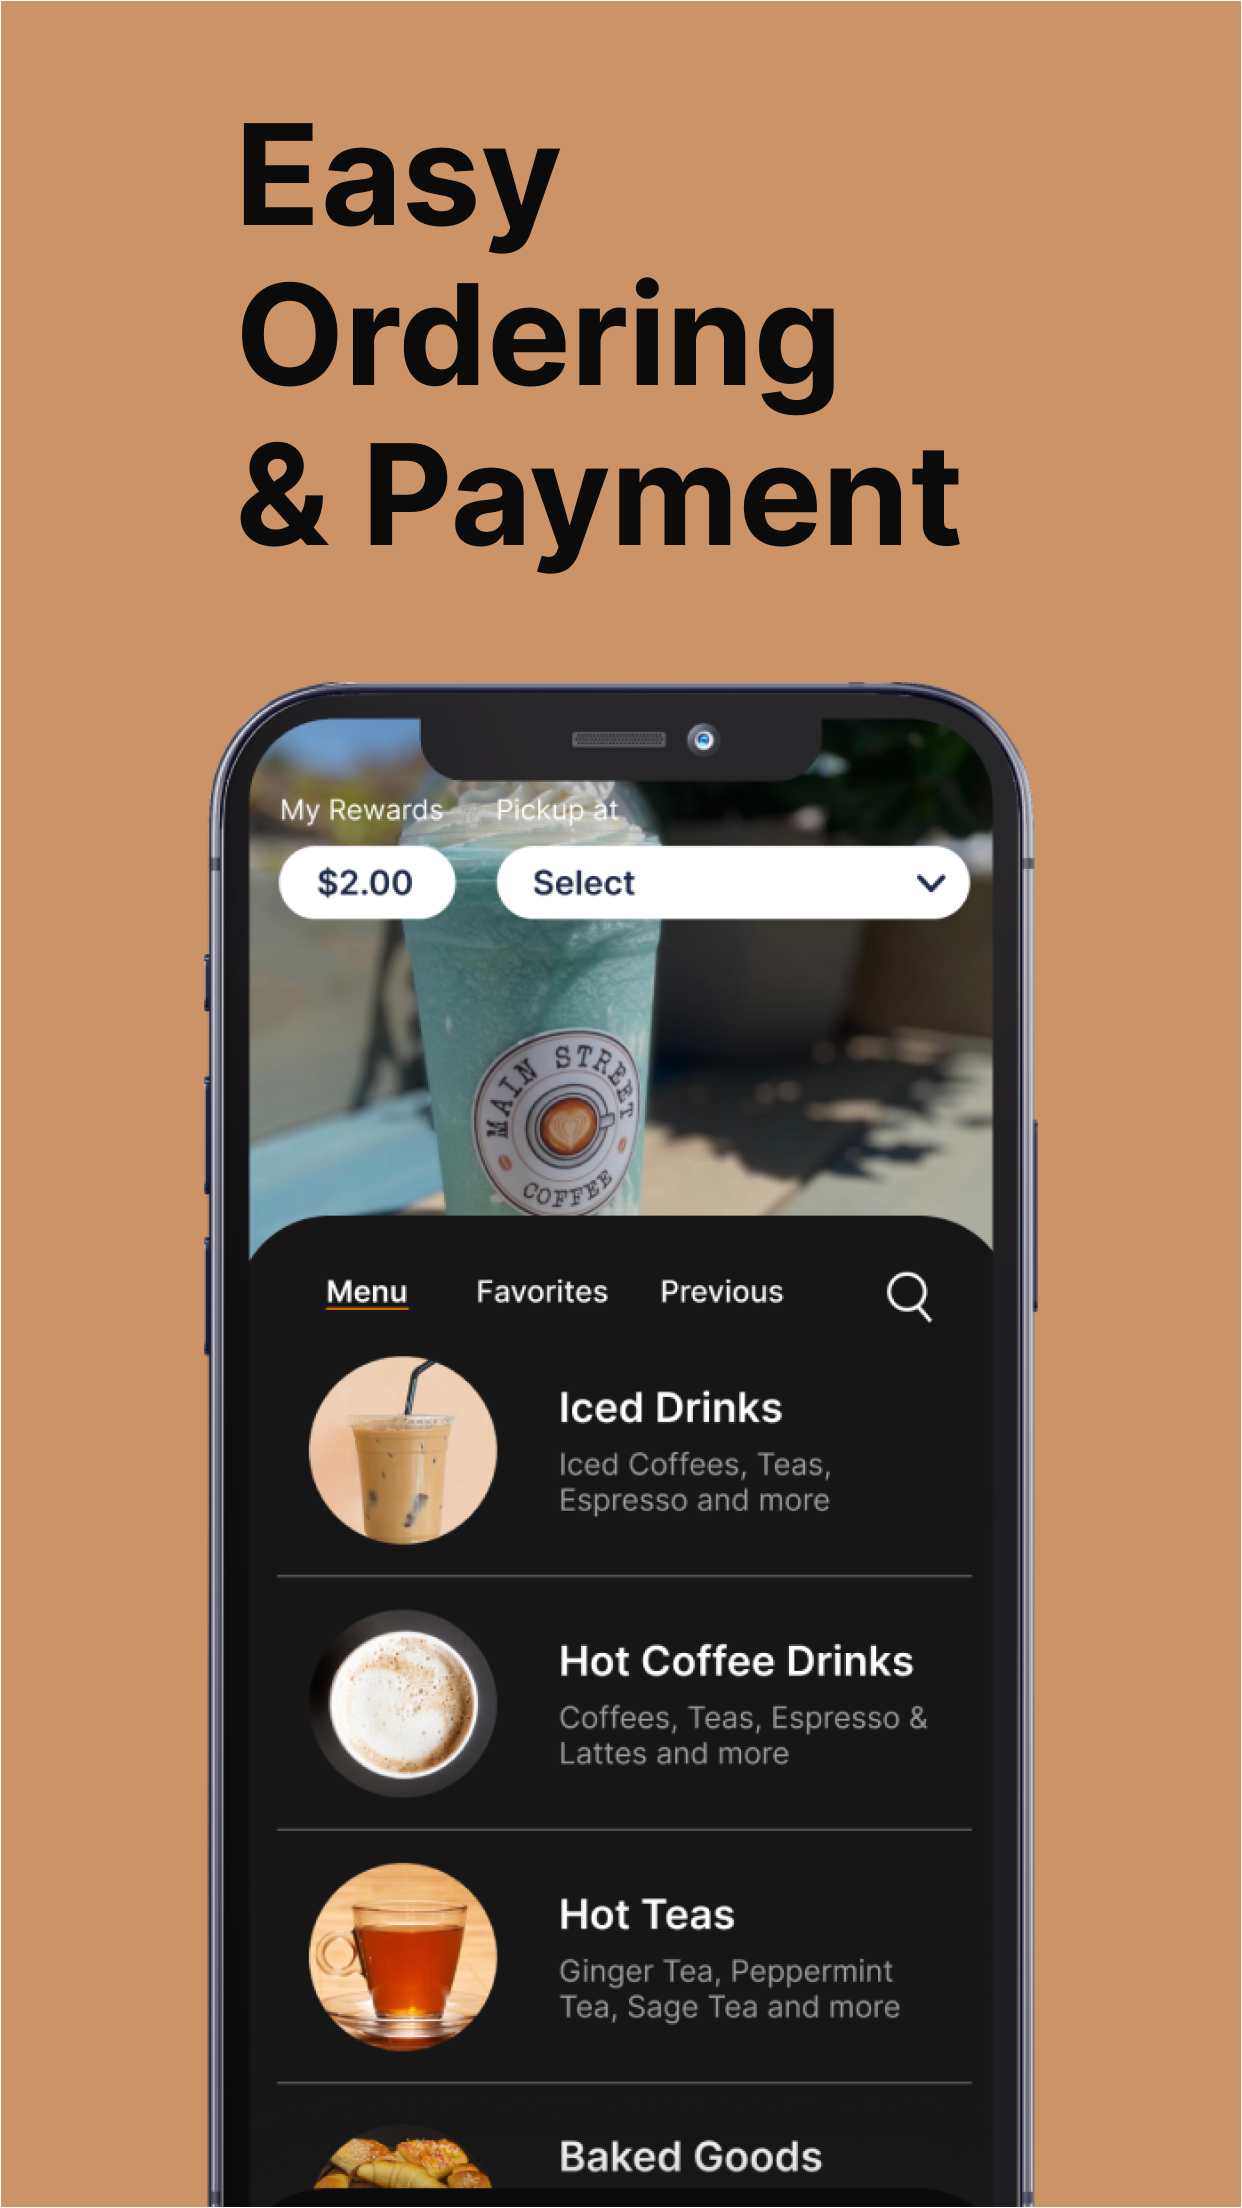 Easy
Ordering
& Payment
My Rewards
Pickup at
$2.00
Select
MAIN STREET
COFFEE
Menu
Favorites
Previous
Iced Drinks
Iced Coffees, Teas,
Espresso and more
Hot Coffee Drinks
Coffees, Teas, Espresso &
Lattes and more
Hot Teas
Ginger Tea, Peppermint
Tea, Sage Tea and more
Baked Goods